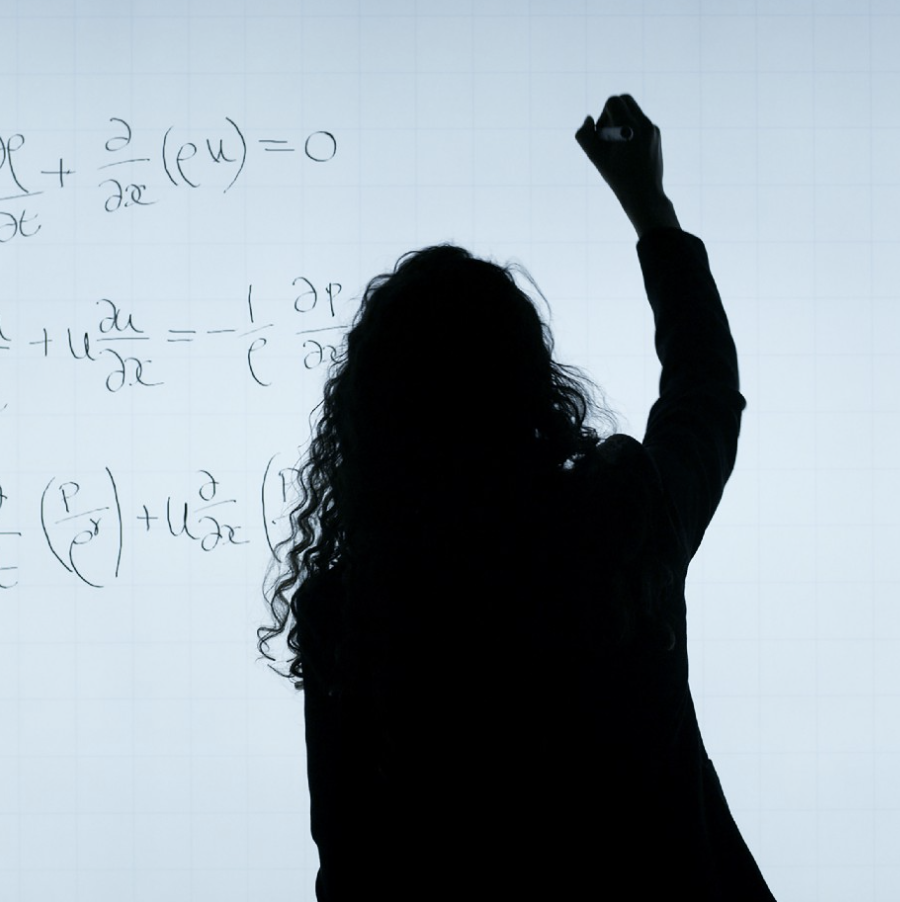 ∂ρ/∂t + ∂/∂x (ρu) = 0
+ u ∂u/∂x = − 1/ρ ∂p/∂x
(p/ρ^γ) + u ∂/∂x (p